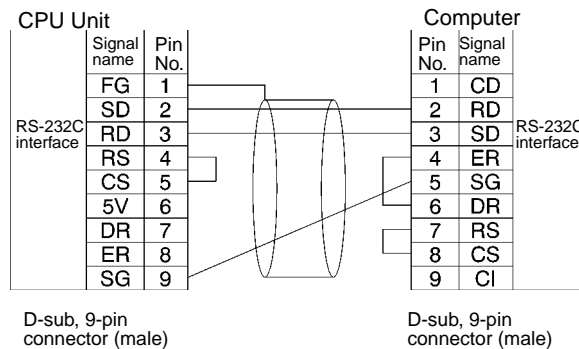 CPU Unit
Signal name
Pin No.
FG 1
SD 2
RD 3
RS 4
CS 5
5V 6
DR 7
ER 8
SG 9
RS-232C interface
D-sub, 9-pin
connector (male)
Computer
Pin No.
Signal name
1 CD
2 RD
3 SD
4 ER
5 SG
6 DR
7 RS
8 CS
9 CI
RS-232C interface
D-sub, 9-pin
connector (male)